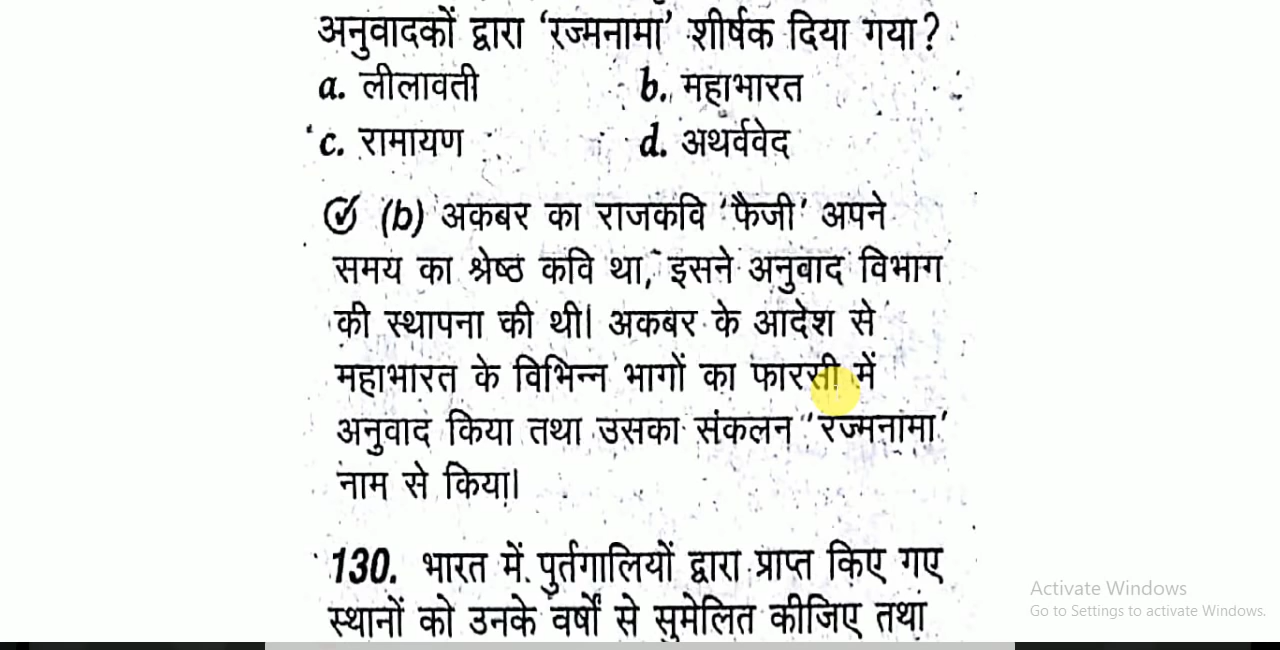 अनुवादकों द्वारा ‘रज्मनामा’ शीर्षक दिया गया?
a. लीलावती b. महाभारत
c. रामायण d. अथर्ववेद
(b) अकबर का राजकवि ‘फैजी’ अपने
समय का श्रेष्ठ कवि था, इसने अनुवाद विभाग
की स्थापना की थी। अकबर के आदेश से
महाभारत के विभिन्न भागों का फारसी में
अनुवाद किया तथा उसका संकलन ‘‘रज्मनामा’
नाम से किया।
130. भारत में पुर्तगालियों द्वारा प्राप्त किए गए
स्थानों को उनके वर्षों से सुमेलित कीजिए तथा
Activate Windows
Go to Settings to activate Windows.